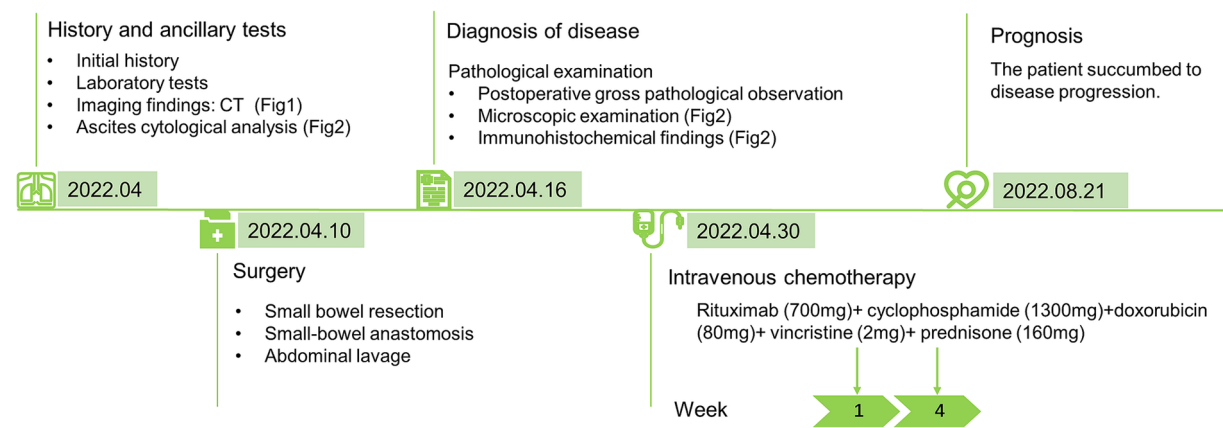 History and ancillary tests
• Initial history
• Laboratory tests
• Imaging findings: CT (Fig1)
• Ascites cytological analysis (Fig2)
2022.04
2022.04.10
Surgery
• Small bowel resection
• Small-bowel anastomosis
• Abdominal lavage
Diagnosis of disease
Pathological examination
• Postoperative gross pathological observation
• Microscopic examination (Fig2)
• Immunohistochemical findings (Fig2)
2022.04.16
2022.04.30
Intravenous chemotherapy
Rituximab (700mg)+ cyclophosphamide (1300mg)+doxorubicin
(80mg)+ vincristine (2mg)+ prednisone (160mg)
Week 1 4
Prognosis
The patient succumbed to
disease progression.
2022.08.21